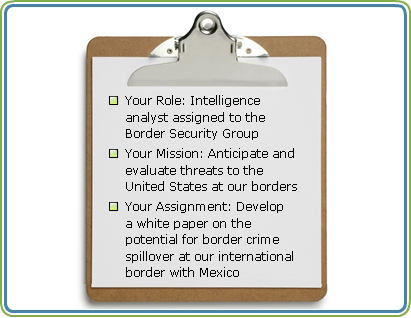 Your Role: Intelligence
analyst assigned to the
Border Security Group
Your Mission: Anticipate and
evaluate threats to the
United States at our borders
Your Assignment: Develop
a white paper on the
potential for border crime
spillover at our international
border with Mexico